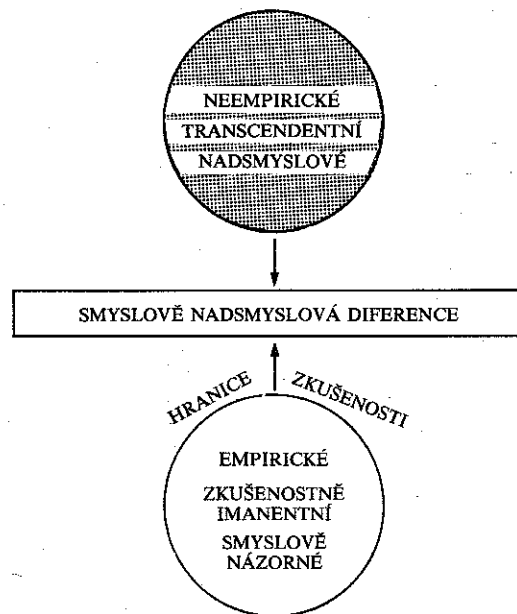 NEEMPIRICKÉ
TRANSCENDENTNÍ
NADSMYSLOVÉ
SMYSLOVĚ NADSMYSLOVÁ DIFERENCE
HRANICE ZKUŠENOSTI
EMPIRICKÉ
ZKUŠENOSTNĚ
IMANENTNÍ
SMYSLOVĚ
NÁZORNÉ